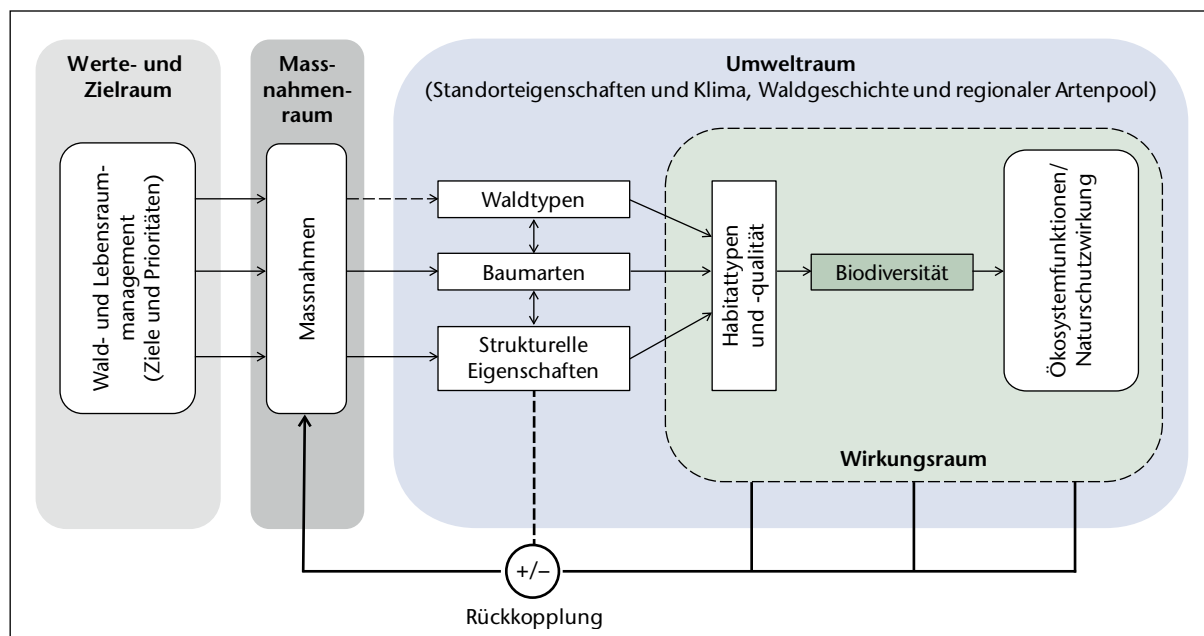 Werte- und
Zielraum
Mass-
nahmen-
raum
Umweltraum
(Standorteigenschaften und Klima, Waldgeschichte und regionaler Artenpool)
Wald- und Lebensraum-
management
(Ziele und Prioritäten)
Massnahmen
Waldtypen
Baumarten
Strukturelle
Eigenschaften
Habitattypen
und -qualität
Biodiversität
Ökosystemfunktionen/
Naturschutzwirkung
Wirkungsraum
+/–
Rückkopplung